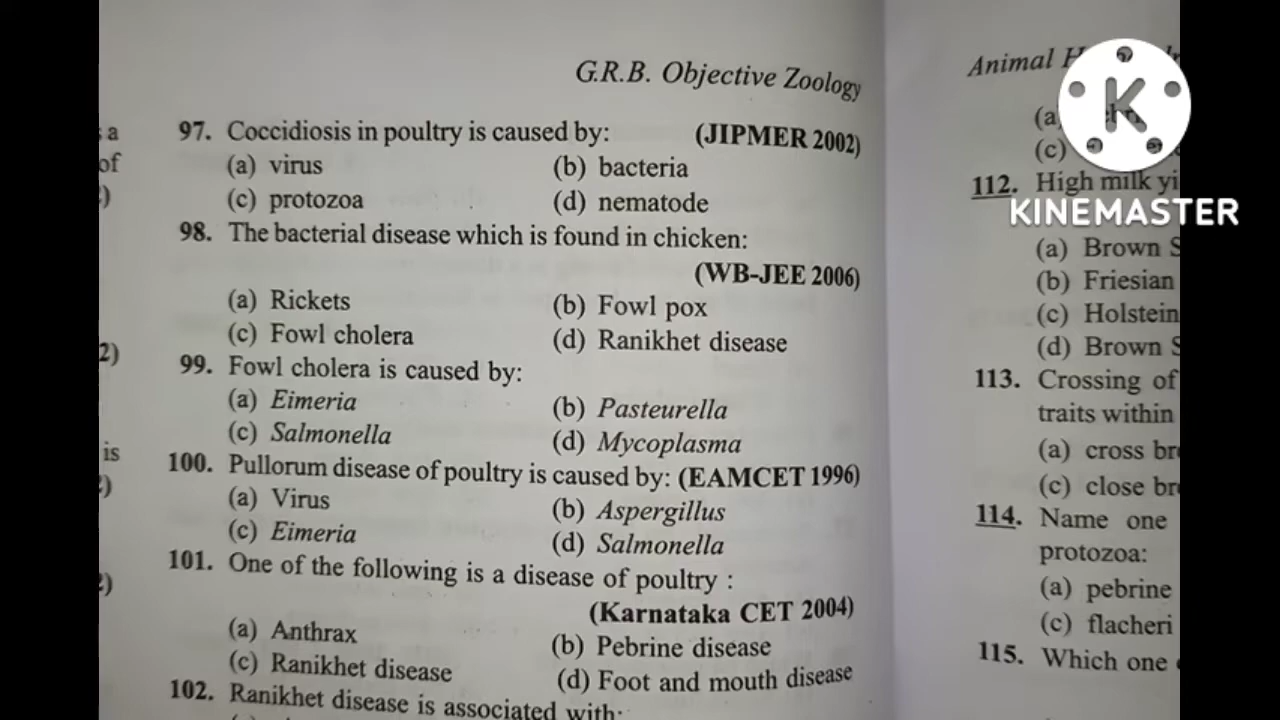 G.R.B. Objective Zoology
a
of
97. Coccidiosis in poultry is caused by: (JIPMER 2002)
(a) virus (b) bacteria
(c) protozoa (d) nematode
98. The bacterial disease which is found in chicken:
(WB-JEE 2006)
(a) Rickets (b) Fowl pox
(c) Fowl cholera (d) Ranikhet disease
2)
99. Fowl cholera is caused by:
(a) Eimeria (b) Pasteurella
(c) Salmonella (d) Mycoplasma
is
100. Pullorum disease of poultry is caused by: (EAMCET 1996)
(a) Virus (b) Aspergillus
(c) Eimeria (d) Salmonella
101. One of the following is a disease of poultry :
(Karnataka CET 2004)
(a) Anthrax (b) Pebrine disease
(c) Ranikhet disease (d) Foot and mouth disease
102. Ranikhet disease is associated with:
Animal
(a)
(c)
K
KINEMASTER
112. High milk yi
(a) Brown S
(b) Friesian
(c) Holstein
(d) Brown S
113. Crossing of
traits within
(a) cross bre
(c) close bre
114. Name one
protozoa:
(a) pebrine
(c) flacheri
115. Which one